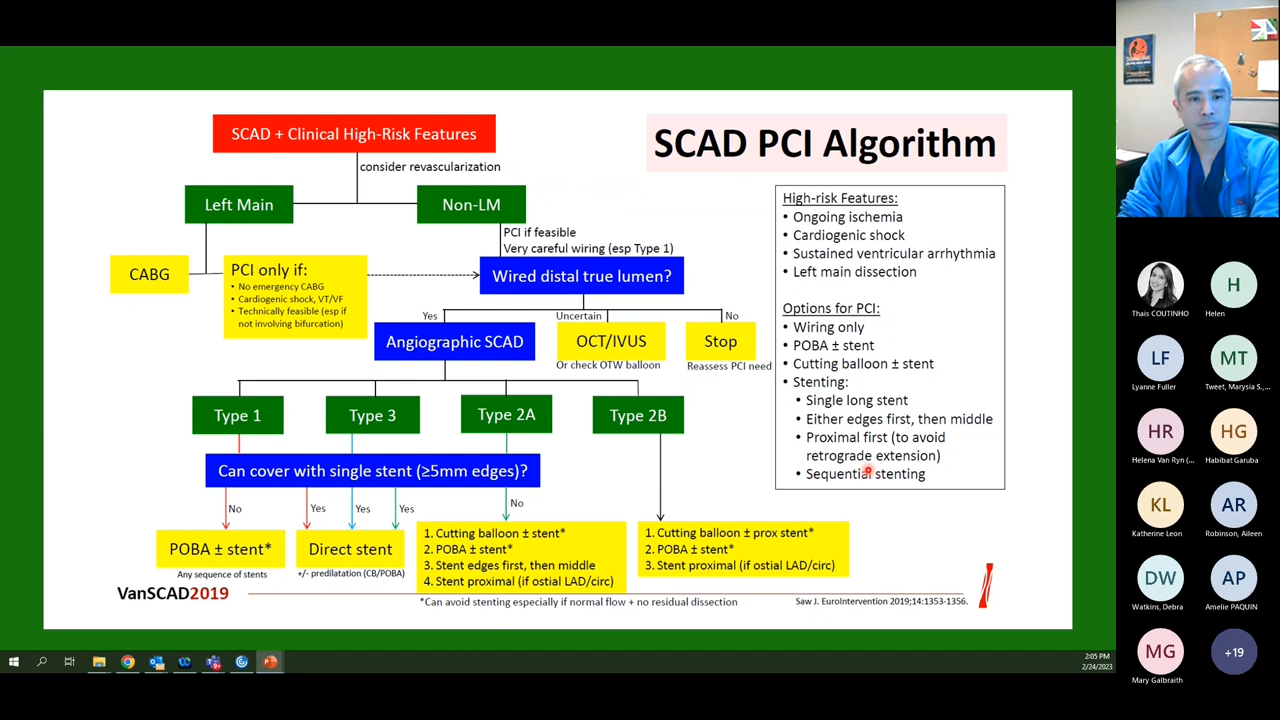 SCAD PCI Algorithm
SCAD + Clinical High-Risk Features
consider revascularization
Left Main
Non-LM
PCI if feasible
Very careful wiring (esp Type 1)
CABG
PCI only if:
• No emergency CABG
• Cardiogenic shock, VT/VF
• Technically feasible (esp if
not involving bifurcation)
Wired distal true lumen?
Yes
Uncertain
No
Angiographic SCAD
OCT/IVUS
Stop
Or check OTW balloon
Reassess PCI need
Type 1
Type 3
Type 2A
Type 2B
Can cover with single stent (≥5mm edges)?
No
Yes
Yes
Yes
No
POBA ± stent*
Any sequence of stents
Direct stent
+/- predilatation (CB/POBA)
1. Cutting balloon ± stent*
2. POBA ± stent*
3. Stent edges first, then middle
4. Stent proximal (if ostial LAD/circ)
1. Cutting balloon ± prox stent*
2. POBA ± stent*
3. Stent proximal (if ostial LAD/circ)
High-risk Features:
• Ongoing ischemia
• Cardiogenic shock
• Sustained ventricular arrhythmia
• Left main dissection
Options for PCI:
• Wiring only
• POBA ± stent
• Cutting balloon ± stent
• Stenting:
• Single long stent
• Either edges first, then middle
• Proximal first (to avoid
retrograde extension)
• Sequential stenting
VanSCAD2019
*Can avoid stenting especially if normal flow + no residual dissection
Saw J. EuroIntervention 2019;14:1353-1356.
2:05 PM
2/24/2023
Thais COUTINHO
H
Helen
LF
Lyanne Fuller
MT
Tweet, Marysia S.,...
HR
Helena Van Ryn (...
HG
Habibat Garuba
KL
Katherine Leon
AR
Robinson, Aileen
DW
Watkins, Debra
AP
Amelie PAQUIN
MG
Mary Galbraith
+19